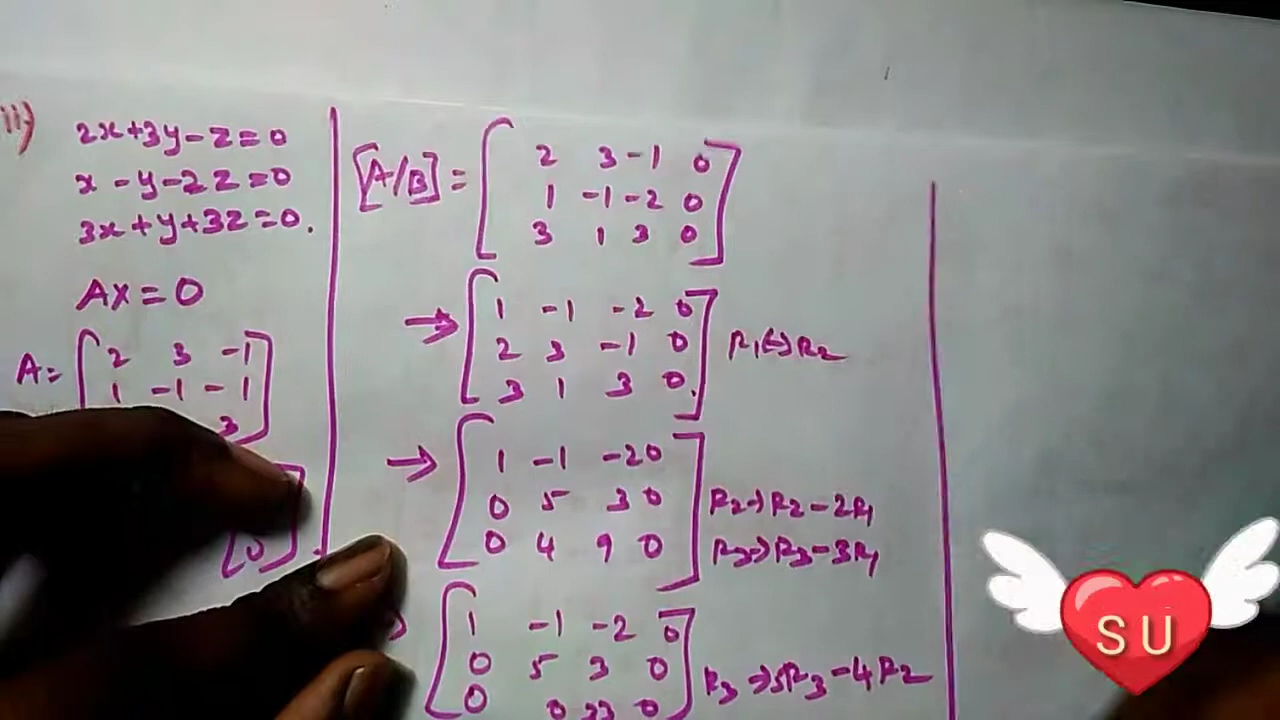 ii)
2x+3y-z=0
x-y-2z=0
3x+y+3z=0.
AX=0
A= [ 2 3 -1
1 -1 -1
3 ]
0 ]
[A/B] = [ 2 3 -1 0
1 -1 -2 0
3 1 3 0 ]
→ [ 1 -1 -2 0
2 3 -1 0 R1↔R2
3 1 3 0 ]
→ [ 1 -1 -2 0
0 5 3 0 R2→R2-2R1
0 4 9 0 ] R3→R3-3R1
[ 1 -1 -2 0
0 5 3 0 R3→5R3-4R2
0 0 33 0 ]
SU